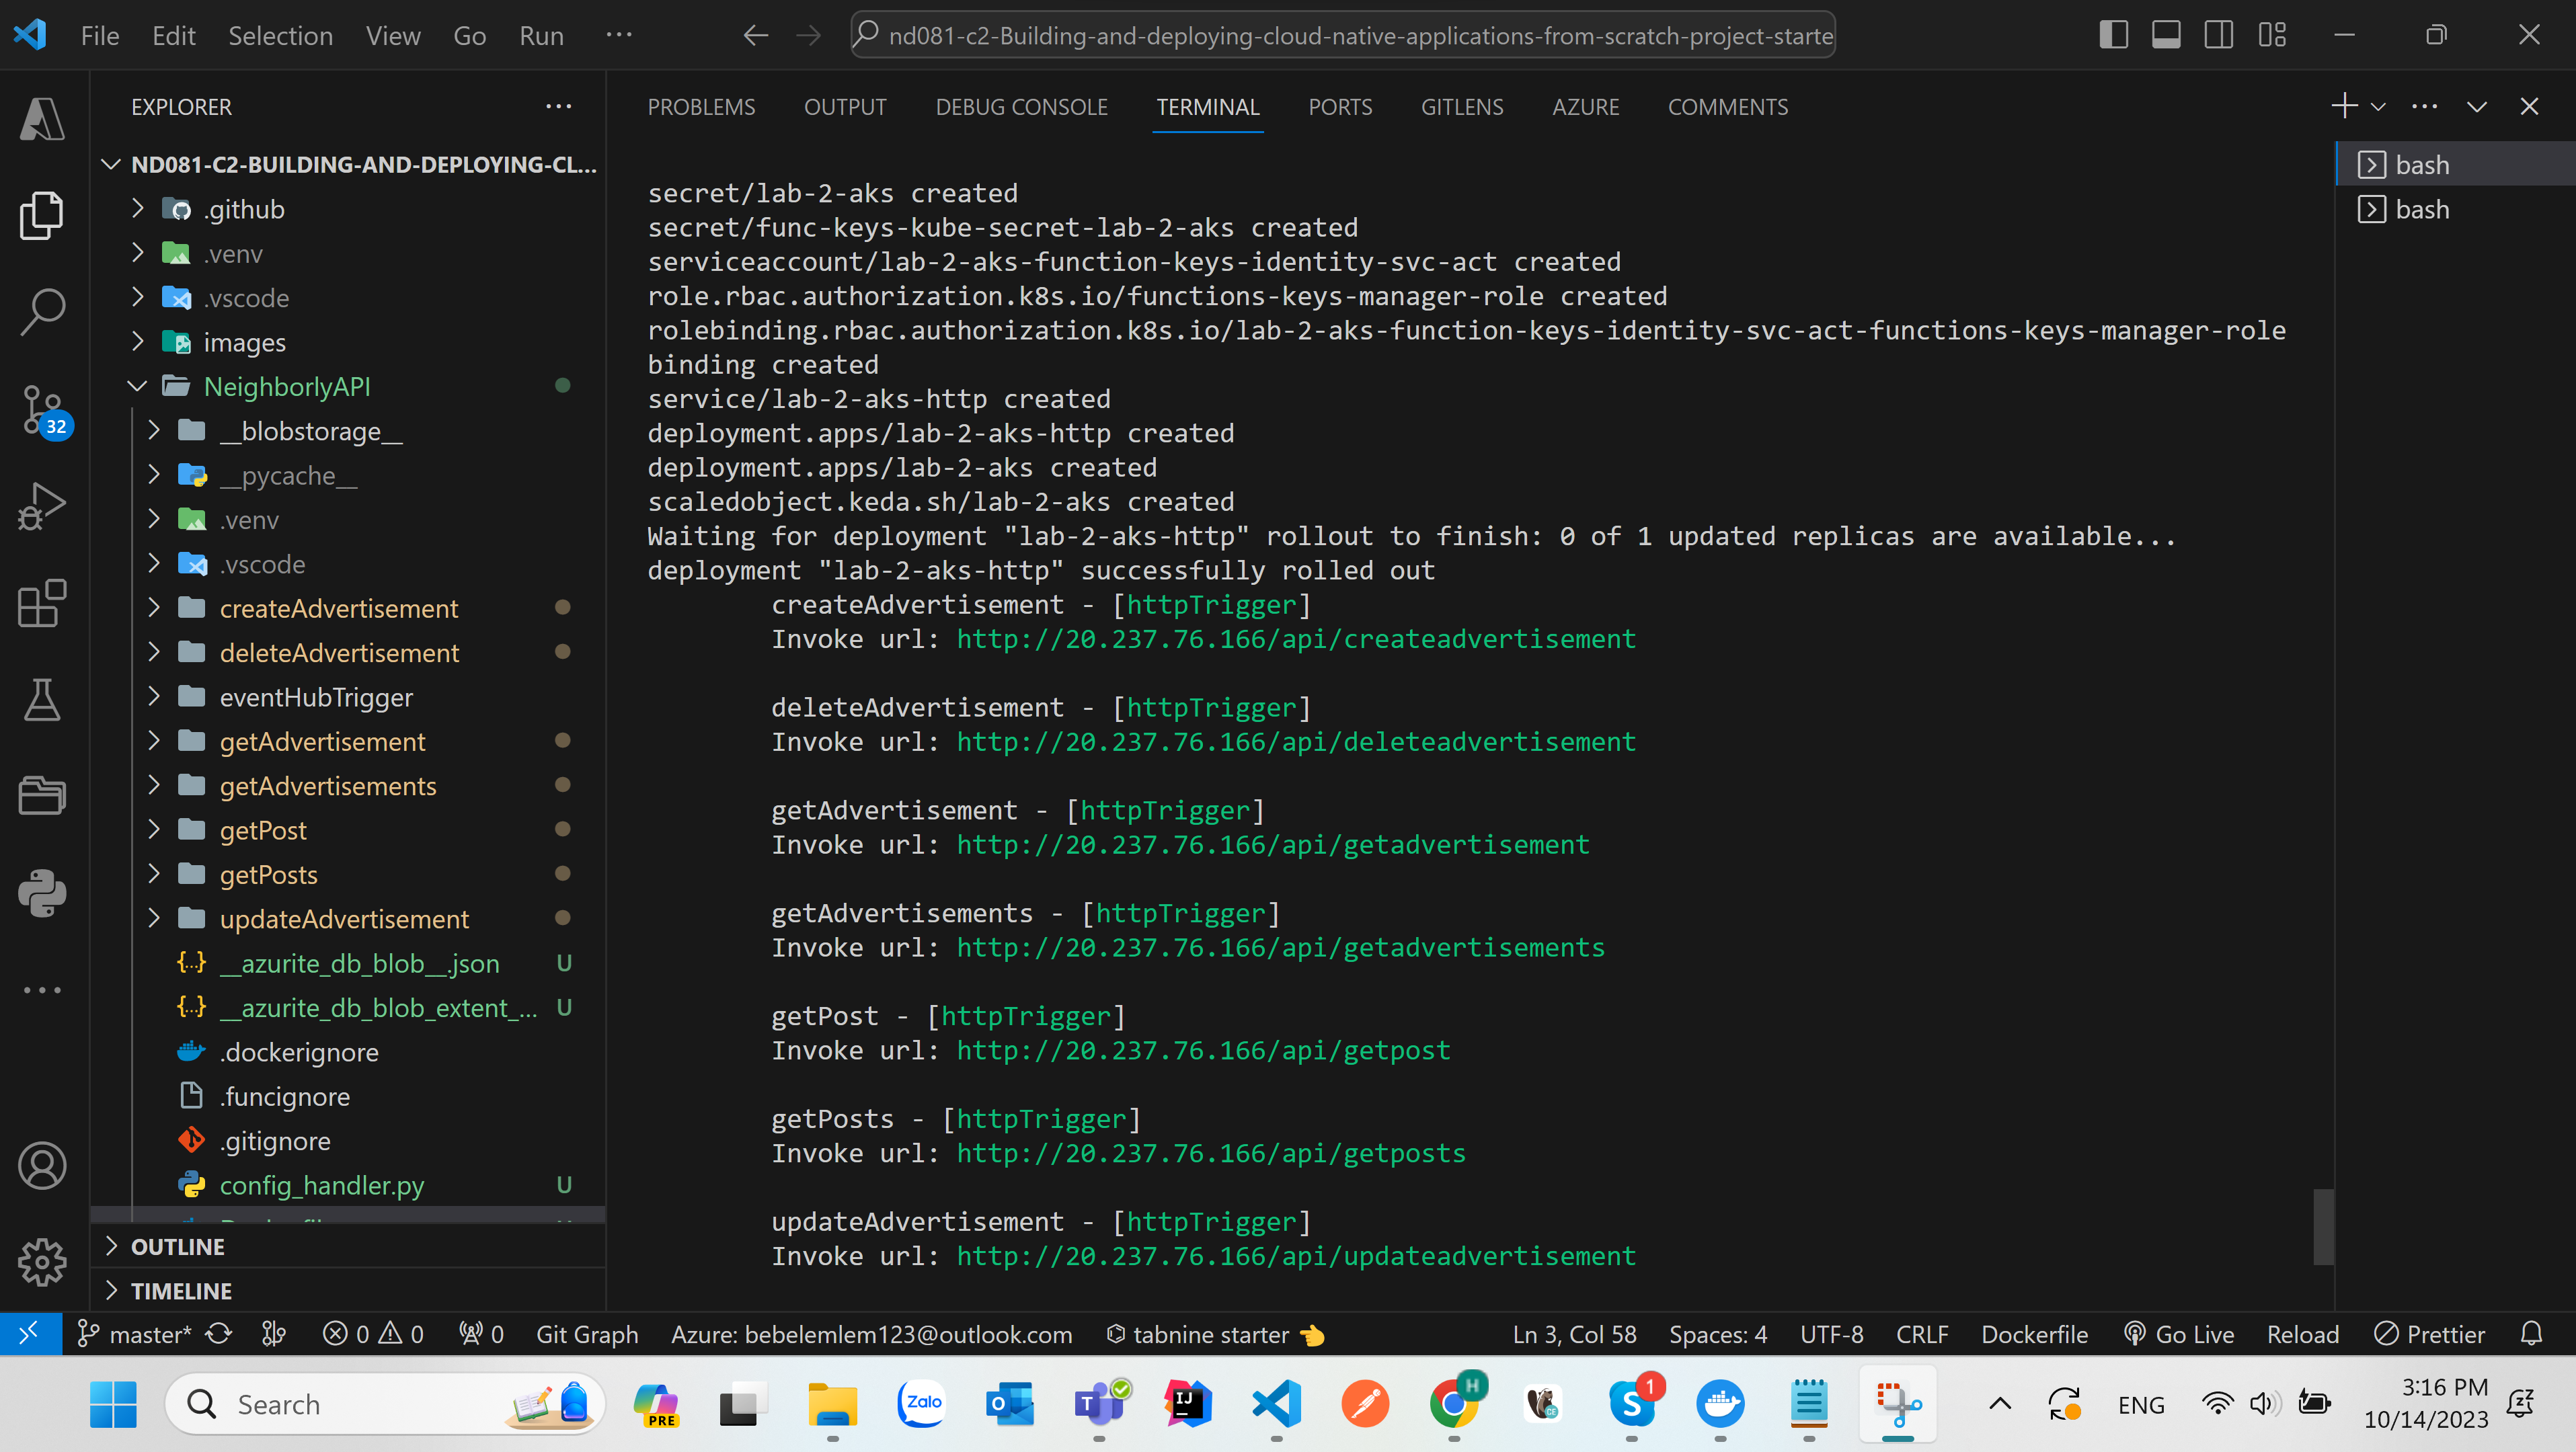 File Edit Selection View Go Run ...
nd081-c2-Building-and-deploying-cloud-native-applications-from-scratch-project-starte
EXPLORER
ND081-C2-BUILDING-AND-DEPLOYING-CL...
.github
.venv
.vscode
images
NeighborlyAPI
__blobstorage__
__pycache__
.venv
.vscode
createAdvertisement
deleteAdvertisement
eventHubTrigger
getAdvertisement
getAdvertisements
getPost
getPosts
updateAdvertisement
{..} __azurite_db_blob__.json U
{..} __azurite_db_blob_extent_... U
.dockerignore
.funcignore
.gitignore
config_handler.py U
OUTLINE
TIMELINE
32
PROBLEMS OUTPUT DEBUG CONSOLE TERMINAL PORTS GITLENS AZURE COMMENTS
secret/lab-2-aks created
secret/func-keys-kube-secret-lab-2-aks created
serviceaccount/lab-2-aks-function-keys-identity-svc-act created
role.rbac.authorization.k8s.io/functions-keys-manager-role created
rolebinding.rbac.authorization.k8s.io/lab-2-aks-function-keys-identity-svc-act-functions-keys-manager-role
binding created
service/lab-2-aks-http created
deployment.apps/lab-2-aks-http created
deployment.apps/lab-2-aks created
scaledobject.keda.sh/lab-2-aks created
Waiting for deployment "lab-2-aks-http" rollout to finish: 0 of 1 updated replicas are available...
deployment "lab-2-aks-http" successfully rolled out
createAdvertisement - [httpTrigger]
Invoke url: http://20.237.76.166/api/createadvertisement
deleteAdvertisement - [httpTrigger]
Invoke url: http://20.237.76.166/api/deleteadvertisement
getAdvertisement - [httpTrigger]
Invoke url: http://20.237.76.166/api/getadvertisement
getAdvertisements - [httpTrigger]
Invoke url: http://20.237.76.166/api/getadvertisements
getPost - [httpTrigger]
Invoke url: http://20.237.76.166/api/getpost
getPosts - [httpTrigger]
Invoke url: http://20.237.76.166/api/getposts
updateAdvertisement - [httpTrigger]
Invoke url: http://20.237.76.166/api/updateadvertisement
bash
bash
master* 0 0 0 Git Graph Azure: bebelemlem123@outlook.com tabnine starter Ln 3, Col 58 Spaces: 4 UTF-8 CRLF Dockerfile Go Live Reload Prettier
Search
PRE
Zalo
O
T
IJ
H
CE
S
1
ENG
3:16 PM
10/14/2023